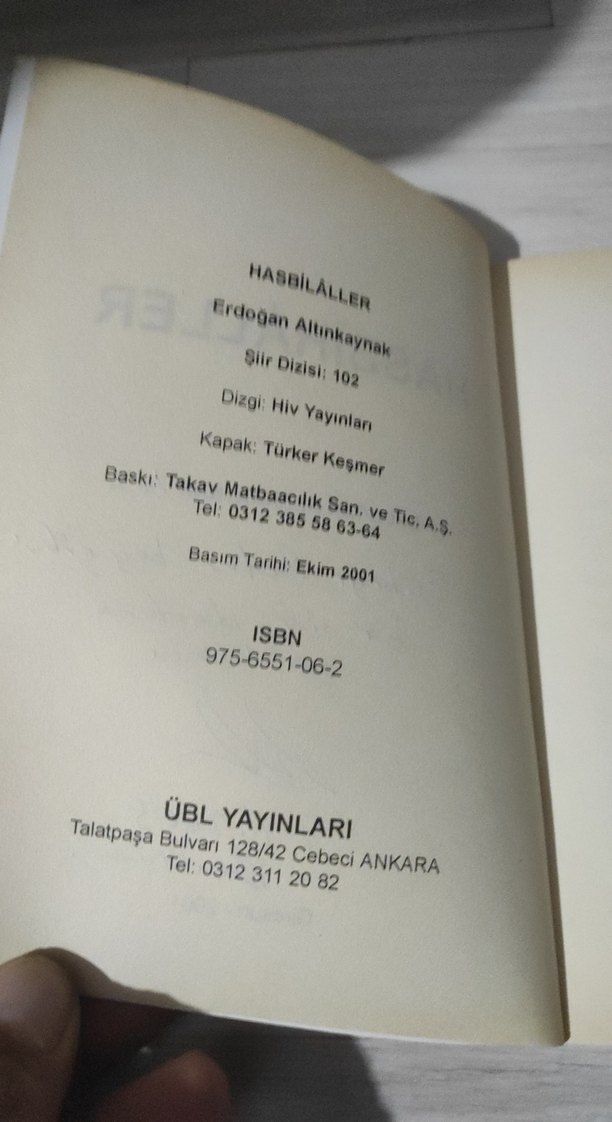 HASBİLÂLLER
Erdoğan Altınkaynak
Şiir Dizisi: 102
Dizgi: Hiv Yayınları
Kapak: Türker Keşmer
Baskı: Takav Matbaacılık San. ve Tic. A.Ş.
Tel: 0312 385 58 63-64
Basım Tarihi: Ekim 2001
ISBN
975-6551-06-2
ÜBL YAYINLARI
Talatpaşa Bulvarı 128/42 Cebeci ANKARA
Tel: 0312 311 20 82